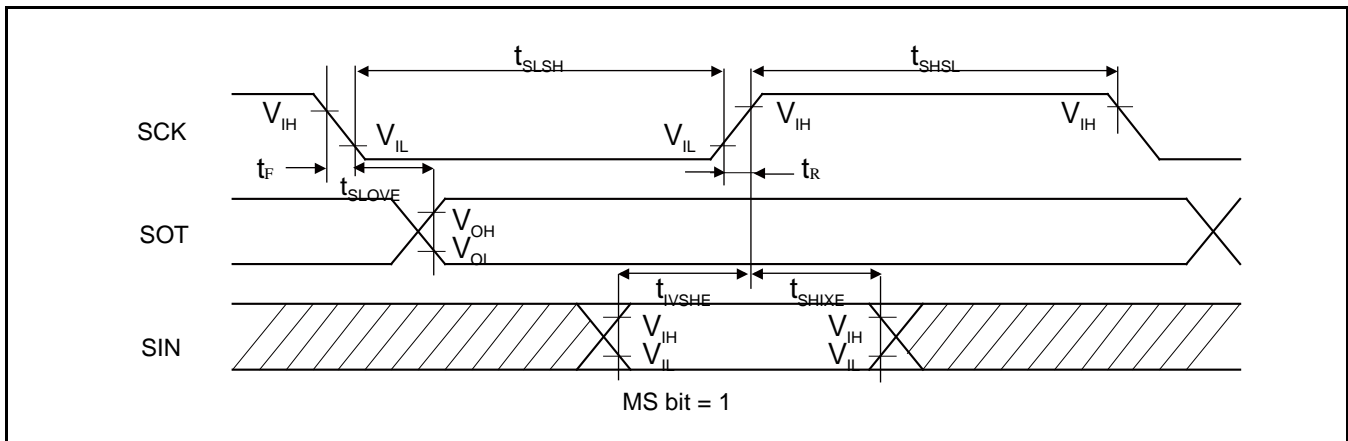 tSLSH
tSHSL
SCK
VIH
VIL
VIL
VIH
VIH
tF
tSLOVE
tR
SOT
VOH
VOL
tIVSHE
tSHIXE
SIN
VIH
VIH
VIL
VIL
MS bit = 1